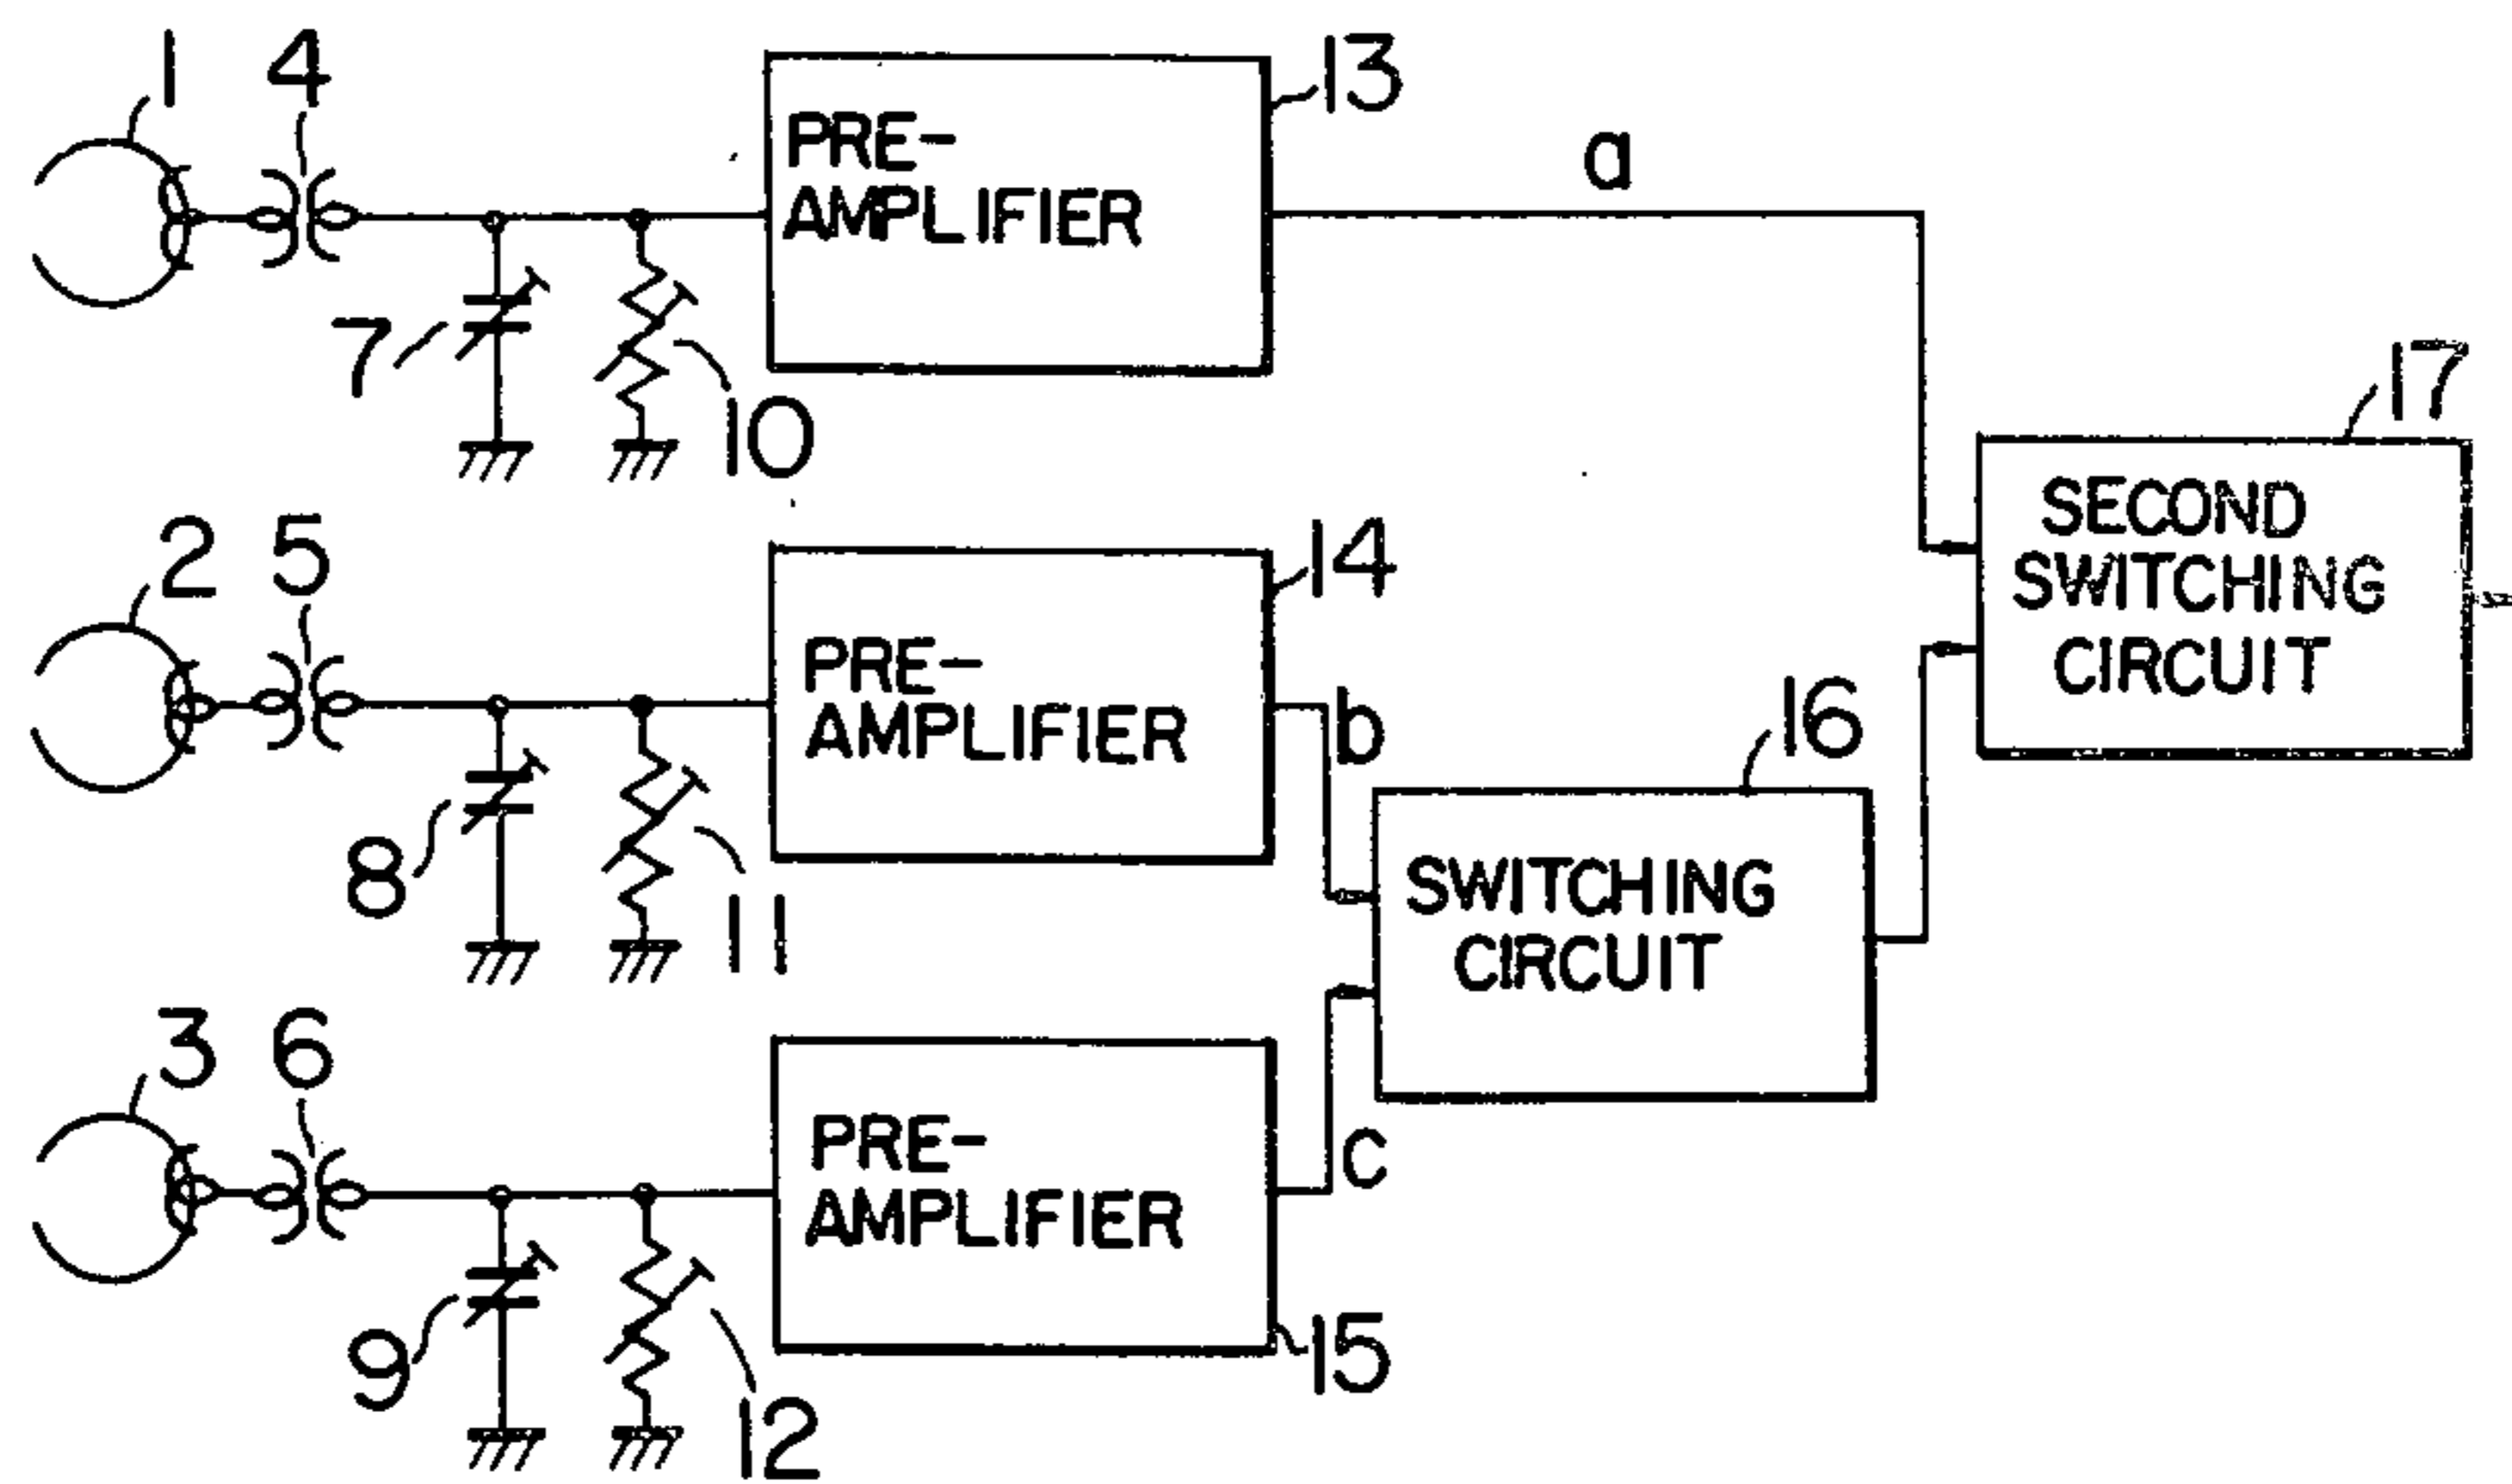 1
4
PRE-
AMPLIFIER
13
a
7
10
17
SECOND
SWITCHING
CIRCUIT
2
5
PRE-
AMPLIFIER
14
b
8
11
16
SWITCHING
CIRCUIT
3
6
PRE-
AMPLIFIER
c
15
9
12